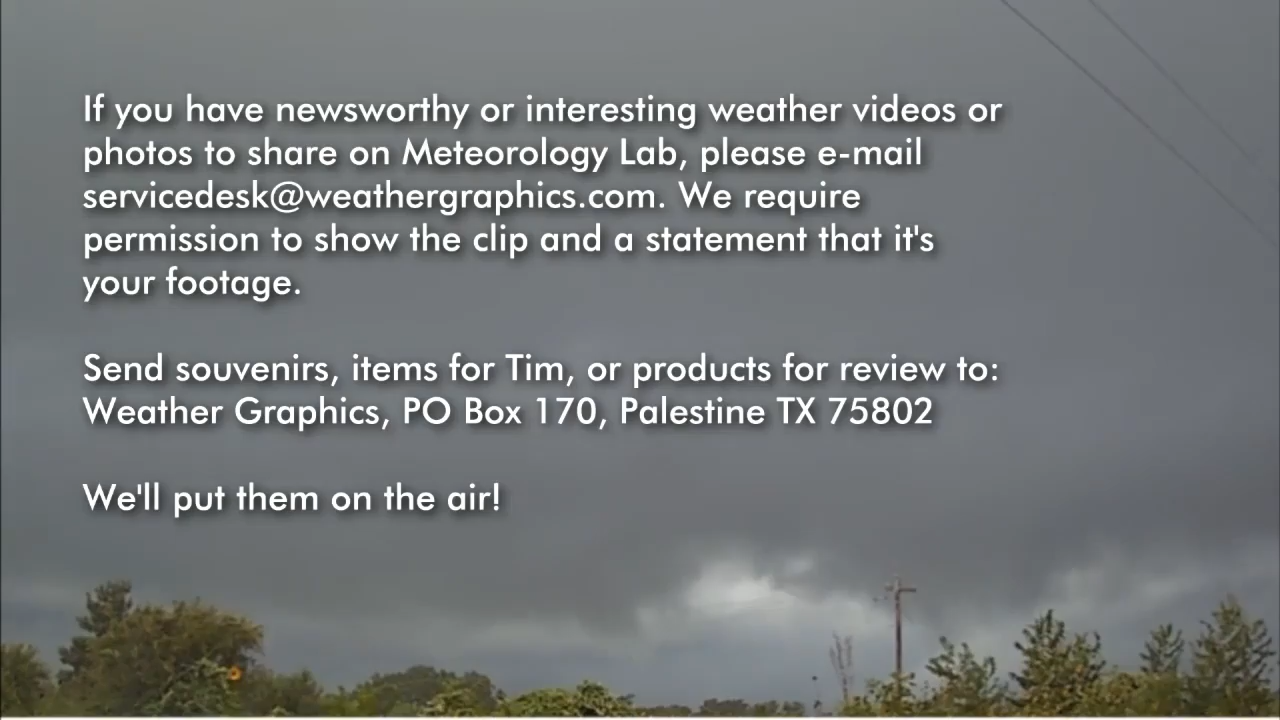 If you have newsworthy or interesting weather videos or
photos to share on Meteorology Lab, please e-mail
servicedesk@weathergraphics.com. We require
permission to show the clip and a statement that it's
your footage.
Send souvenirs, items for Tim, or products for review to:
Weather Graphics, PO Box 170, Palestine TX 75802
We'll put them on the air!